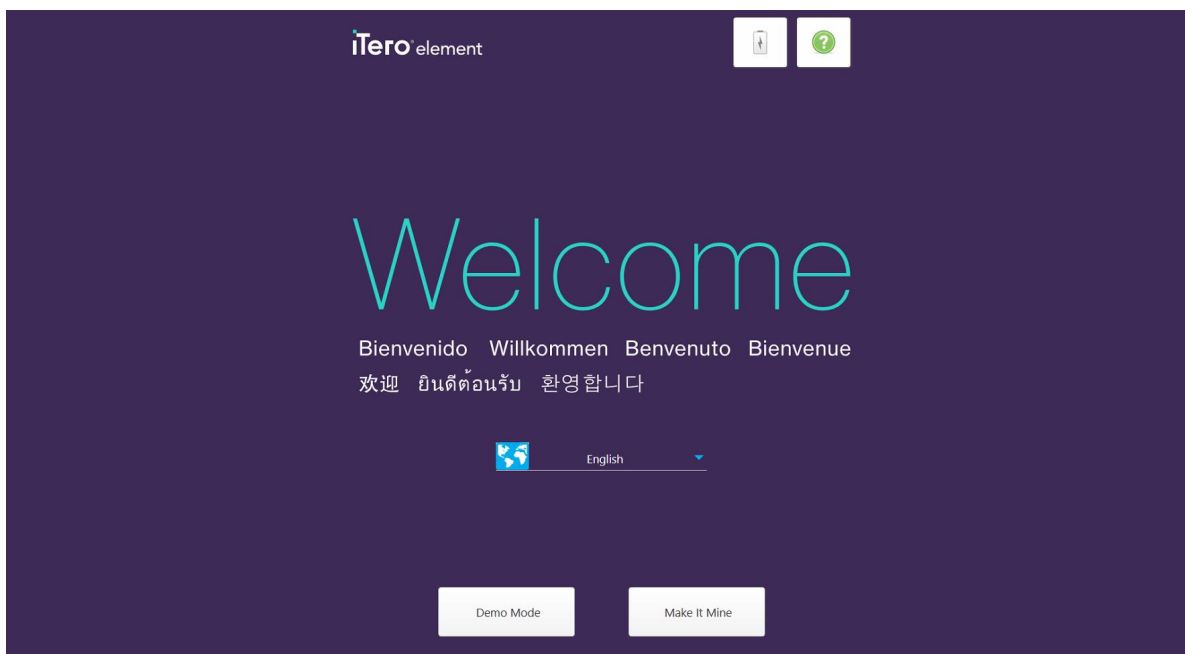 iTero® element
?
Welcome
Bienvenido Willkommen Benvenuto Bienvenue
欢迎 ยินดีต้อนรับ 환영합니다
English
Demo Mode Make It Mine